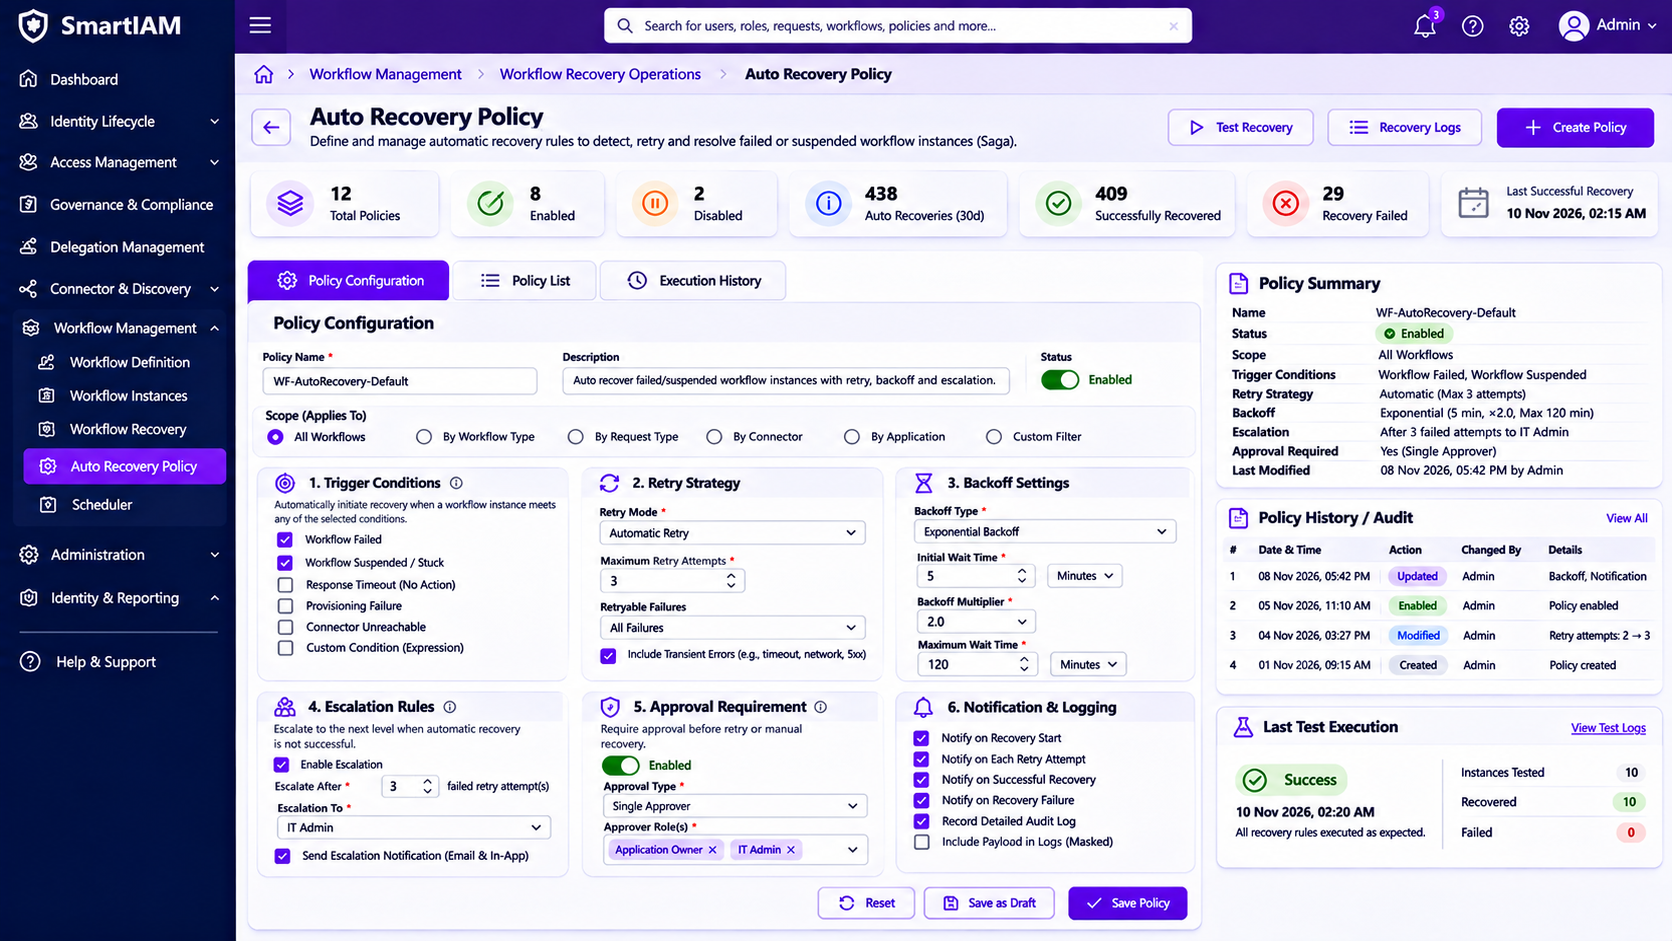 SmartIAM
Search for users, roles, requests, workflows, policies and more...
3
Admin
Dashboard
Identity Lifecycle
Access Management
Governance & Compliance
Delegation Management
Connector & Discovery
Workflow Management
Workflow Definition
Workflow Instances
Workflow Recovery
Auto Recovery Policy
Scheduler
Administration
Identity & Reporting
Help & Support
Workflow Management > Workflow Recovery Operations > Auto Recovery Policy
Auto Recovery Policy
Define and manage automatic recovery rules to detect, retry and resolve failed or suspended workflow instances (Saga).
Test Recovery
Recovery Logs
Create Policy
12
Total Policies
8
Enabled
2
Disabled
438
Auto Recoveries (30d)
409
Successfully Recovered
29
Recovery Failed
Last Successful Recovery
10 Nov 2026, 02:15 AM
Policy Configuration
Policy List
Execution History
Policy Configuration
Policy Name *
WF-AutoRecovery-Default
Description
Auto recover failed/suspended workflow instances with retry, backoff and escalation.
Status
Enabled
Scope (Applies To)
All Workflows
By Workflow Type
By Request Type
By Connector
By Application
Custom Filter
1. Trigger Conditions
Automatically initiate recovery when a workflow instance meets
any of the selected conditions.
Workflow Failed
Workflow Suspended / Stuck
Response Timeout (No Action)
Provisioning Failure
Connector Unreachable
Custom Condition (Expression)
2. Retry Strategy
Retry Mode *
Automatic Retry
Maximum Retry Attempts *
3
Retryable Failures
All Failures
Include Transient Errors (e.g., timeout, network, 5xx)
3. Backoff Settings
Backoff Type *
Exponential Backoff
Initial Wait Time *
5
Minutes
Backoff Multiplier *
2.0
Maximum Wait Time *
120
Minutes
4. Escalation Rules
Escalate to the next level when automatic recovery
is not successful.
Enable Escalation
Escalate After * 3 failed retry attempt(s)
Escalation To *
IT Admin
Send Escalation Notification (Email & In-App)
5. Approval Requirement
Require approval before retry or manual
recovery.
Enabled
Approval Type *
Single Approver
Approver Role(s) *
Application Owner
IT Admin
6. Notification & Logging
Notify on Recovery Start
Notify on Each Retry Attempt
Notify on Successful Recovery
Notify on Recovery Failure
Record Detailed Audit Log
Include Payload in Logs (Masked)
Reset
Save as Draft
Save Policy
Policy Summary
Name WF-AutoRecovery-Default
Status Enabled
Scope All Workflows
Trigger Conditions Workflow Failed, Workflow Suspended
Retry Strategy Automatic (Max 3 attempts)
Backoff Exponential (5 min, ×2.0, Max 120 min)
Escalation After 3 failed attempts to IT Admin
Approval Required Yes (Single Approver)
Last Modified 08 Nov 2026, 05:42 PM by Admin
Policy History / Audit
View All
# Date & Time Action Changed By Details
1 08 Nov 2026, 05:42 PM Updated Admin Backoff, Notification
2 05 Nov 2026, 11:10 AM Enabled Admin Policy enabled
3 04 Nov 2026, 03:27 PM Modified Admin Retry attempts: 2 → 3
4 01 Nov 2026, 09:15 AM Created Admin Policy created
Last Test Execution
View Test Logs
Success
10 Nov 2026, 02:20 AM
All recovery rules executed as expected.
Instances Tested 10
Recovered 10
Failed 0